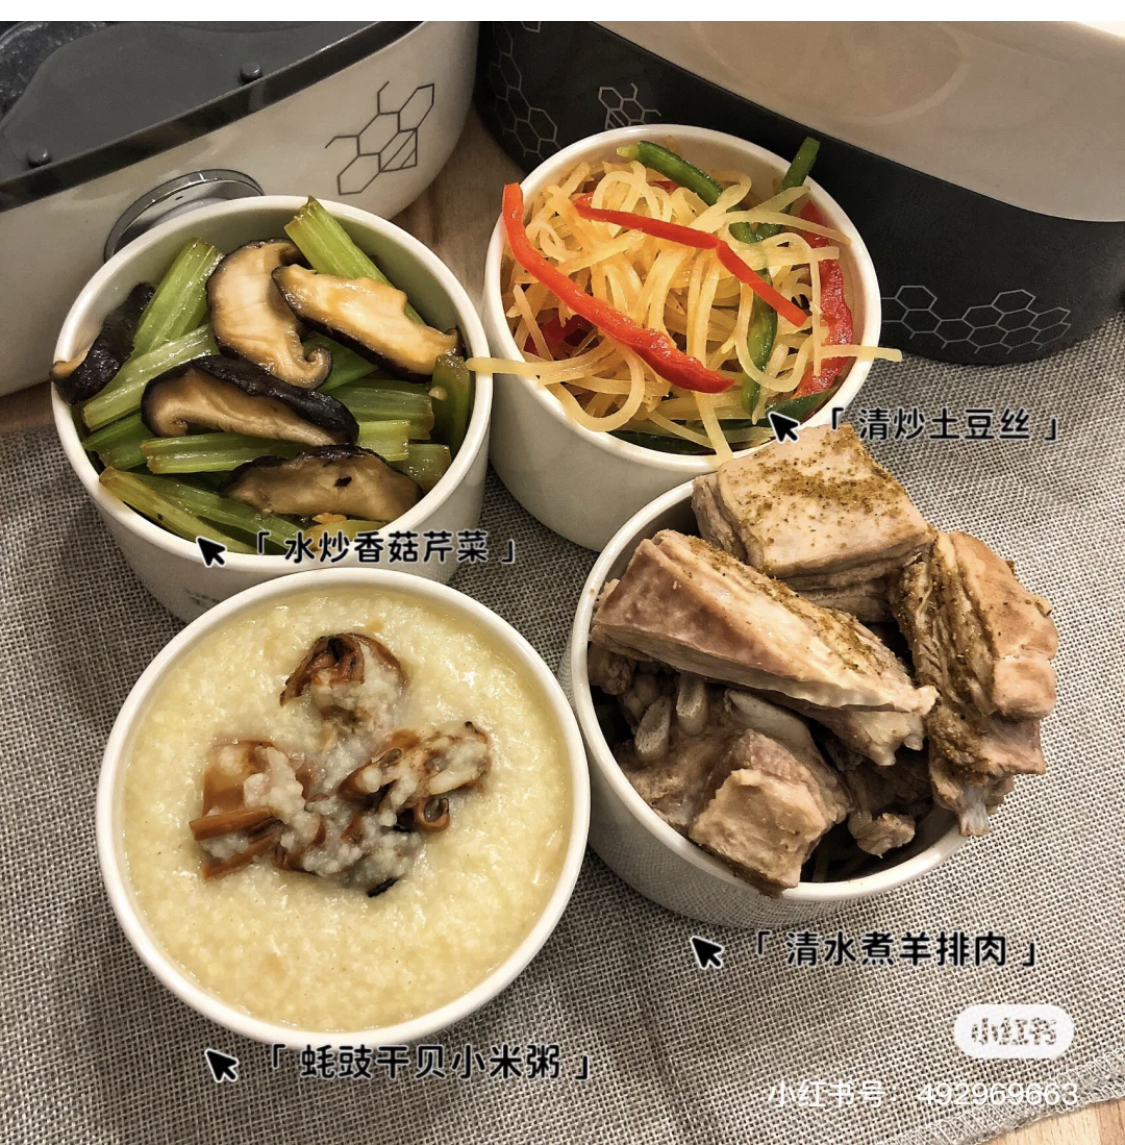 「 清炒土豆丝 」
「 水炒香菇芹菜 」
「 清水煮羊排肉 」
「 蚝豉干贝小米粥 」
小红书
小红书号：492969663